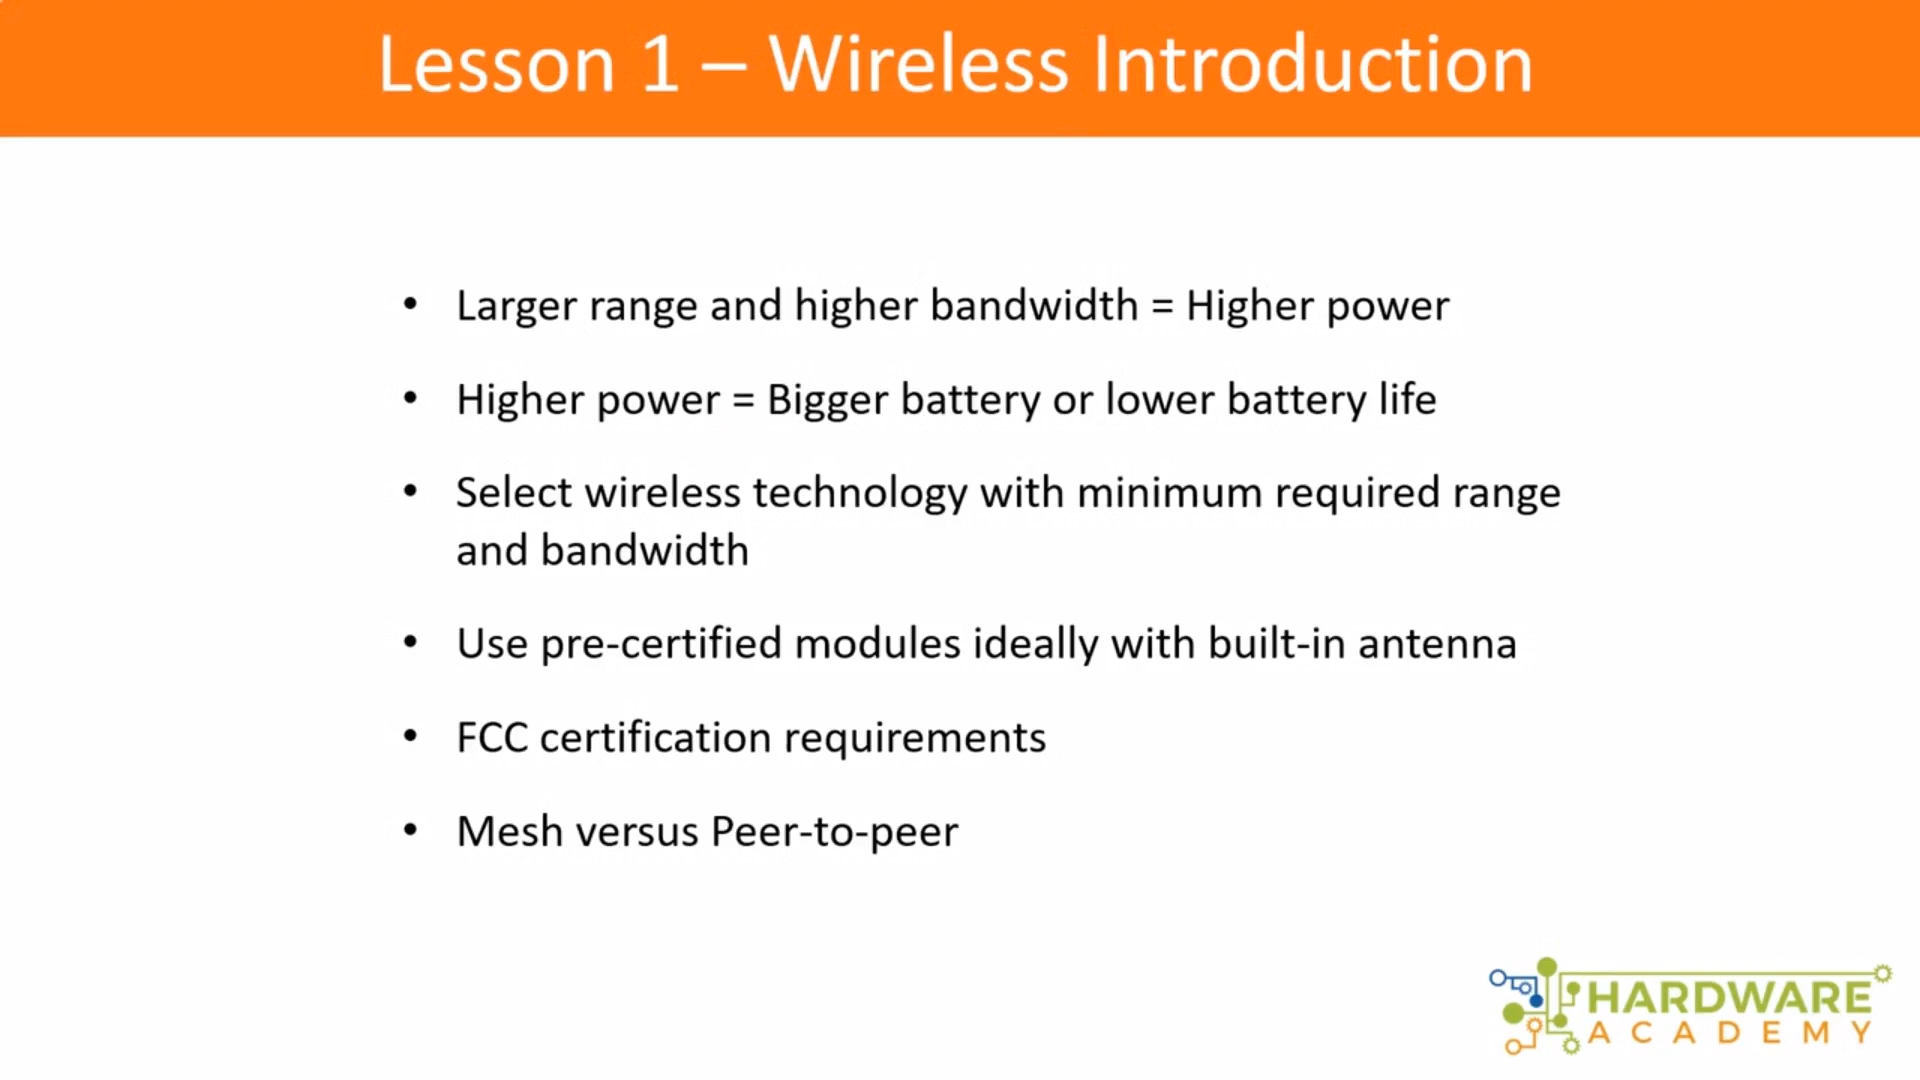 Lesson 1 – Wireless Introduction
• Larger range and higher bandwidth = Higher power
• Higher power = Bigger battery or lower battery life
• Select wireless technology with minimum required range
and bandwidth
• Use pre-certified modules ideally with built-in antenna
• FCC certification requirements
• Mesh versus Peer-to-peer
HARDWARE
ACADEMY